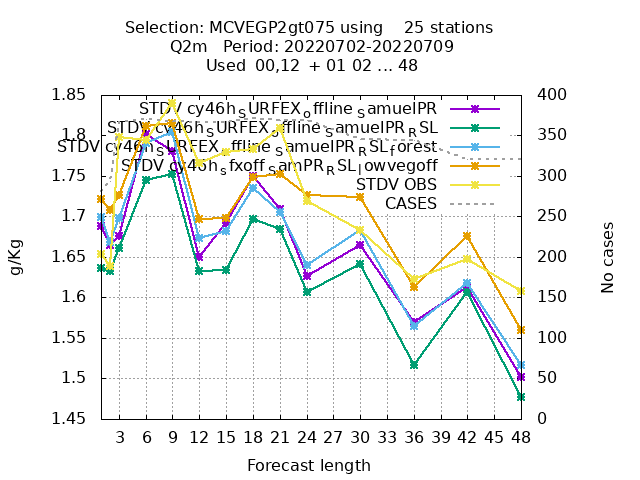 Selection: MCVEGP2gt075 using    25 stations
Q2m   Period: 20220702-20220709
Used  00,12  + 01 02 ... 48
1.85
1.8
1.75
1.7
1.65
1.6
1.55
1.5
1.45
400
350
300
250
200
150
100
50
0
STDV cy46h_SURFEX_offline_samuelPR
STDV cy46h_SURFEX_offline_samuelPR_RSL
STDV cy46h_SURFEX_offline_samuelPR_RSL_forest
STDV cy46h_sfxoff_samPR_RSL_lowvegoff
STDV OBS
CASES
g/Kg
No cases
3 6 9 12 15 18 21 24 27 30 33 36 39 42 45 48
Forecast length